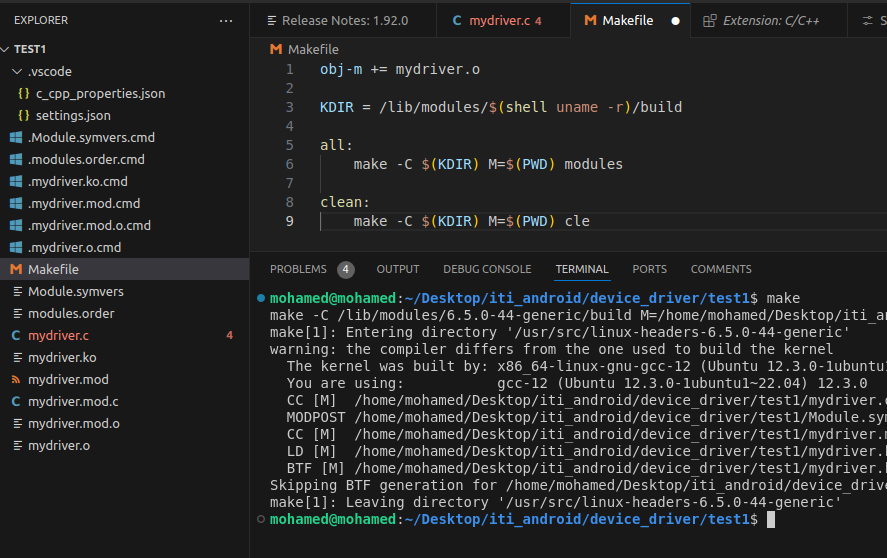 EXPLORER ...
TEST1
.vscode
{} c_cpp_properties.json
{} settings.json
.Module.symvers.cmd
.modules.order.cmd
.mydriver.ko.cmd
.mydriver.mod.cmd
.mydriver.mod.o.cmd
.mydriver.o.cmd
M Makefile
Module.symvers
modules.order
C mydriver.c 4
mydriver.ko
mydriver.mod
C mydriver.mod.c
mydriver.mod.o
mydriver.o
Release Notes: 1.92.0
C mydriver.c 4
M Makefile
Extension: C/C++
S
M Makefile
1 obj-m += mydriver.o
2
3 KDIR = /lib/modules/$(shell uname -r)/build
4
5 all:
6 make -C $(KDIR) M=$(PWD) modules
7
8 clean:
9 make -C $(KDIR) M=$(PWD) cle
PROBLEMS 4 OUTPUT DEBUG CONSOLE TERMINAL PORTS COMMENTS
mohamed@mohamed:~/Desktop/iti_android/device_driver/test1$ make
make -C /lib/modules/6.5.0-44-generic/build M=/home/mohamed/Desktop/iti_an
make[1]: Entering directory '/usr/src/linux-headers-6.5.0-44-generic'
warning: the compiler differs from the one used to build the kernel
The kernel was built by: x86_64-linux-gnu-gcc-12 (Ubuntu 12.3.0-1ubuntu1
You are using: gcc-12 (Ubuntu 12.3.0-1ubuntu1~22.04) 12.3.0
CC [M] /home/mohamed/Desktop/iti_android/device_driver/test1/mydriver.
MODPOST /home/mohamed/Desktop/iti_android/device_driver/test1/Module.sym
CC [M] /home/mohamed/Desktop/iti_android/device_driver/test1/mydriver.
LD [M] /home/mohamed/Desktop/iti_android/device_driver/test1/mydriver.
BTF [M] /home/mohamed/Desktop/iti_android/device_driver/test1/mydriver.
Skipping BTF generation for /home/mohamed/Desktop/iti_android/device_drive
make[1]: Leaving directory '/usr/src/linux-headers-6.5.0-44-generic'
mohamed@mohamed:~/Desktop/iti_android/device_driver/test1$